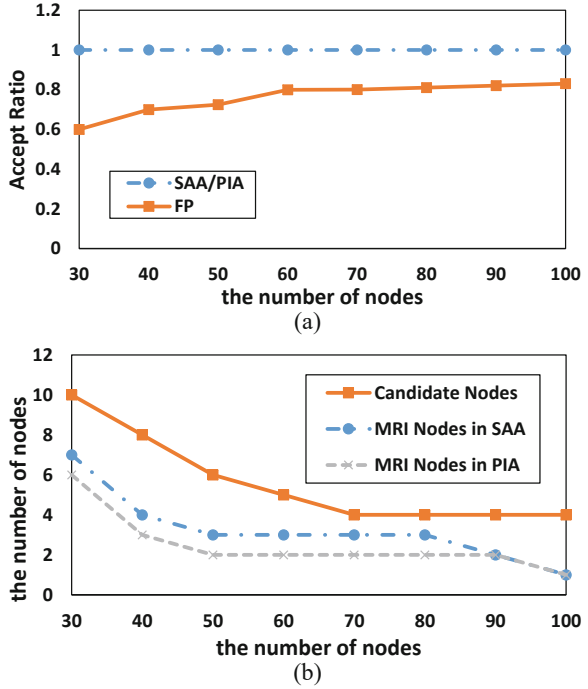 1.2
1
0.8
0.6
0.4
0.2
0
Accept Ratio
SAA/PIA
FP
30 40 50 60 70 80 90 100
the number of nodes
(a)
12
10
8
6
4
2
0
the number of nodes
Candidate Nodes
MRI Nodes in SAA
MRI Nodes in PIA
30 40 50 60 70 80 90 100
the number of nodes
(b)